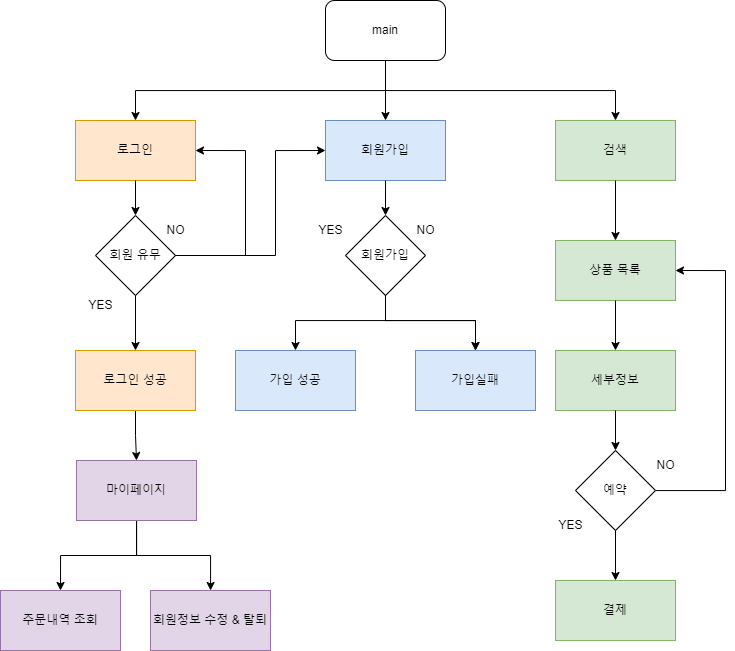 main
로그인
회원가입
검색
회원 유무
NO
YES
회원가입
YES
NO
상품 목록
로그인 성공
가입 성공
가입실패
세부정보
마이페이지
예약
NO
YES
주문내역 조회
회원정보 수정 & 탈퇴
결제